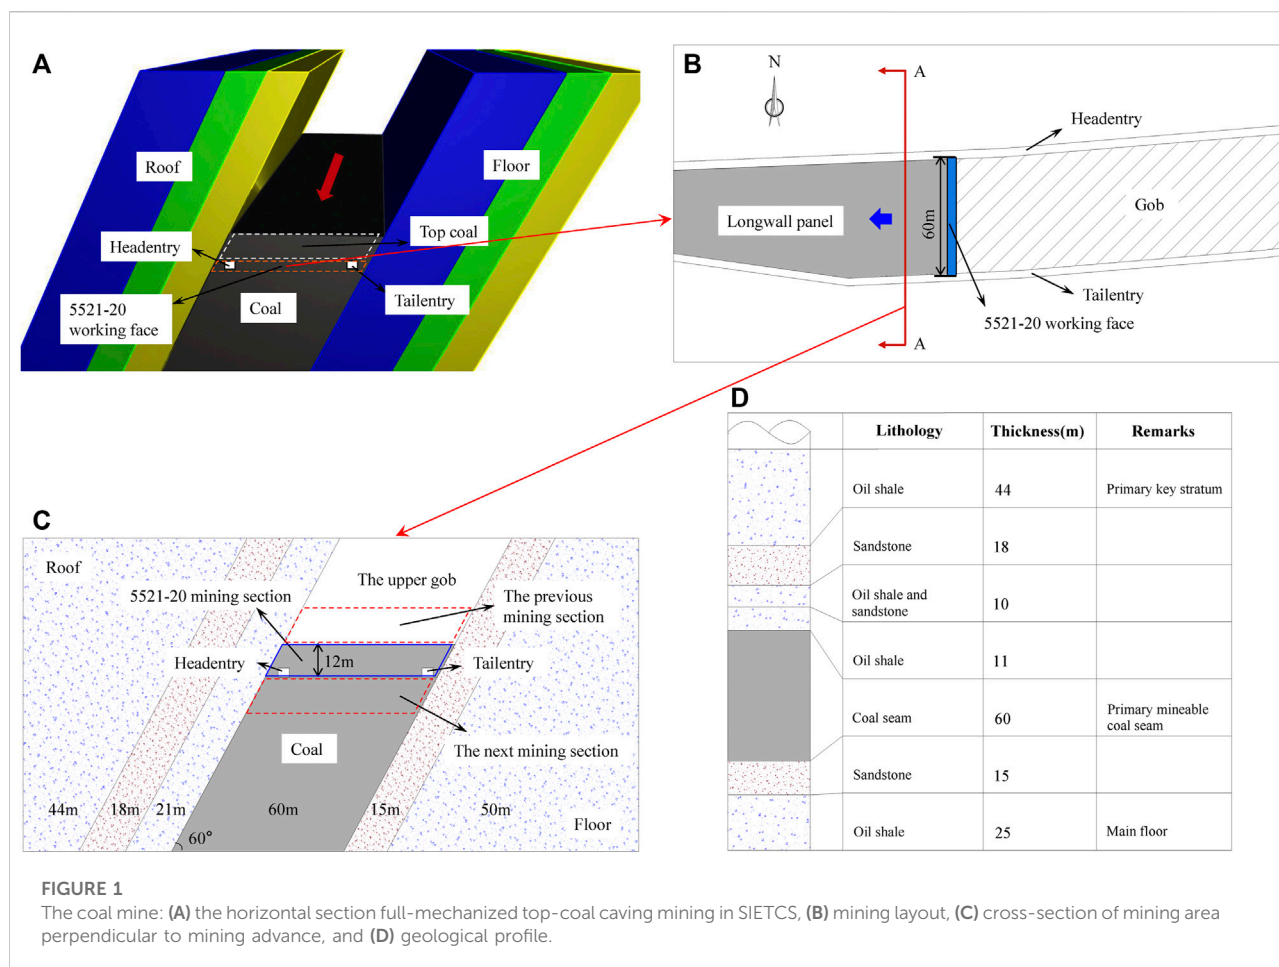 A
Roof
Floor
Headentry
Top coal
5521-20
working face
Coal
Tailentry
B
N
A
Headentry
Longwall panel
60m
Gob
Tailentry
5521-20 working face
A
C
Roof
The upper gob
5521-20 mining section
The previous
mining section
Headentry
12m
Tailentry
Coal
The next mining section
44m
18m
21m
60m
15m
50m
60°
Floor
D
Lithology Thickness(m) Remarks
Oil shale 44 Primary key stratum
Sandstone 18
Oil shale and
sandstone 10
Oil shale 11
Coal seam 60 Primary mineable
coal seam
Sandstone 15
Oil shale 25 Main floor
FIGURE 1
The coal mine: (A) the horizontal section full-mechanized top-coal caving mining in SIETCS, (B) mining layout, (C) cross-section of mining area
perpendicular to mining advance, and (D) geological profile.